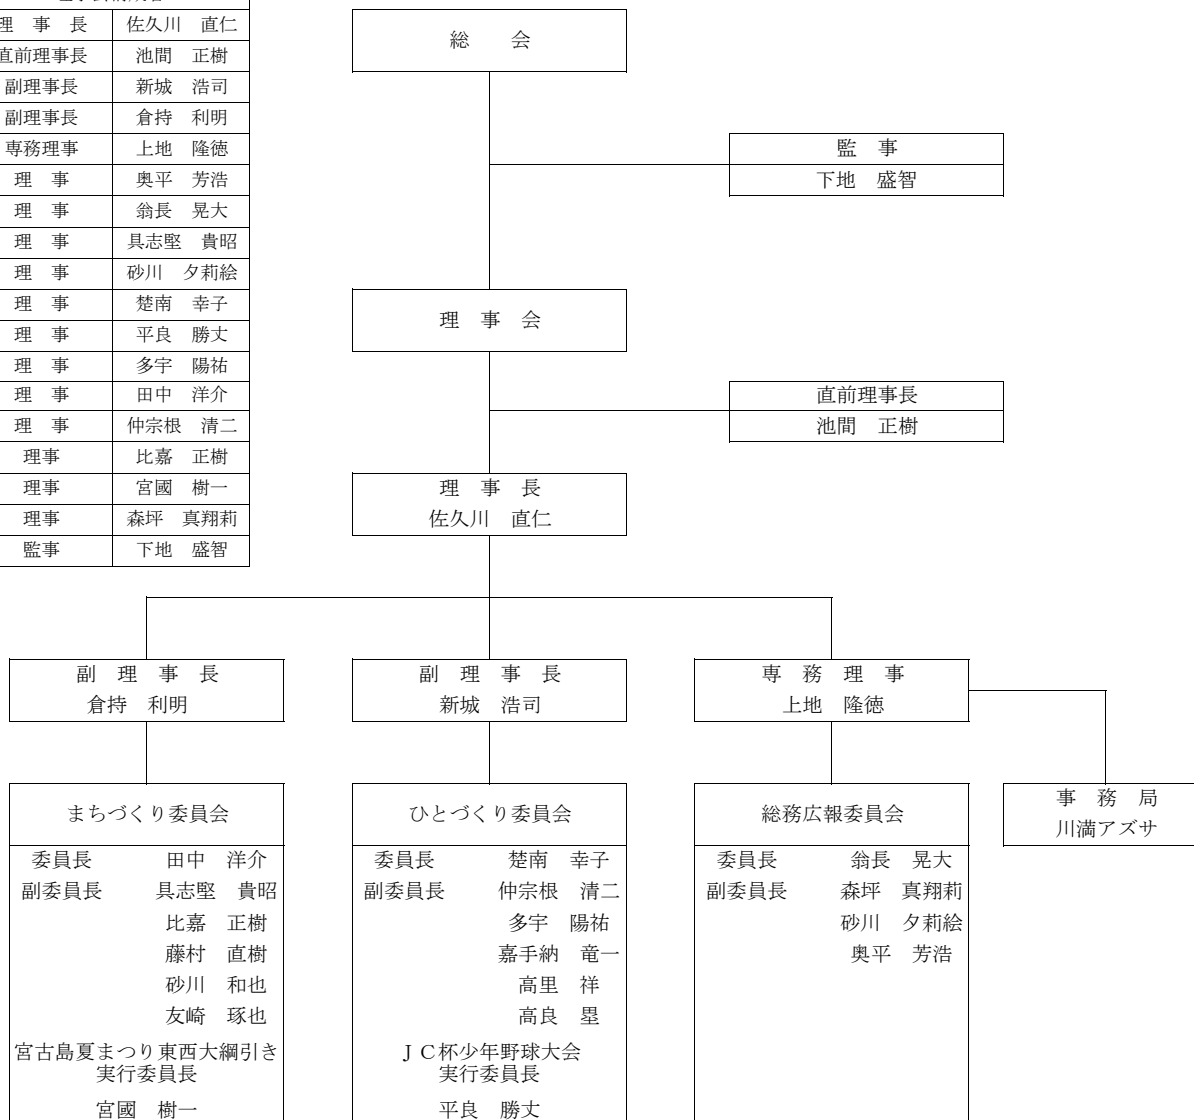 理　事　長　佐久川　直仁
直前理事長　池間　正樹
副理事長　新城　浩司
副理事長　倉持　利明
専務理事　上地　隆徳
理　事　奥平　芳浩
理　事　翁長　晃大
理　事　具志堅　貴昭
理　事　砂川　夕莉絵
理　事　楚南　幸子
理　事　平良　勝丈
理　事　多宇　陽祐
理　事　田中　洋介
理　事　仲宗根　清二
理事　比嘉　正樹
理事　宮國　樹一
理事　森坪　真翔莉
監事　下地　盛智
総　会
監　事
下地　盛智
理　事　会
直前理事長
池間　正樹
理　事　長
佐久川　直仁
副　理　事　長
倉持　利明
副　理　事　長
新城　浩司
専　務　理　事
上地　隆徳
まちづくり委員会
委員長　田中　洋介
副委員長　具志堅　貴昭
比嘉　正樹
藤村　直樹
砂川　和也
友崎　琢也
宮古島夏まつり東西大綱引き
実行委員長
宮國　樹一
ひとづくり委員会
委員長　楚南　幸子
副委員長　仲宗根　清二
多宇　陽祐
嘉手納　竜一
高里　祥
高良　塁
ＪＣ杯少年野球大会
実行委員長
平良　勝丈
総務広報委員会
委員長　翁長　晃大
副委員長　森坪　真翔莉
砂川　夕莉絵
奥平　芳浩
事　務　局
川満アズサ